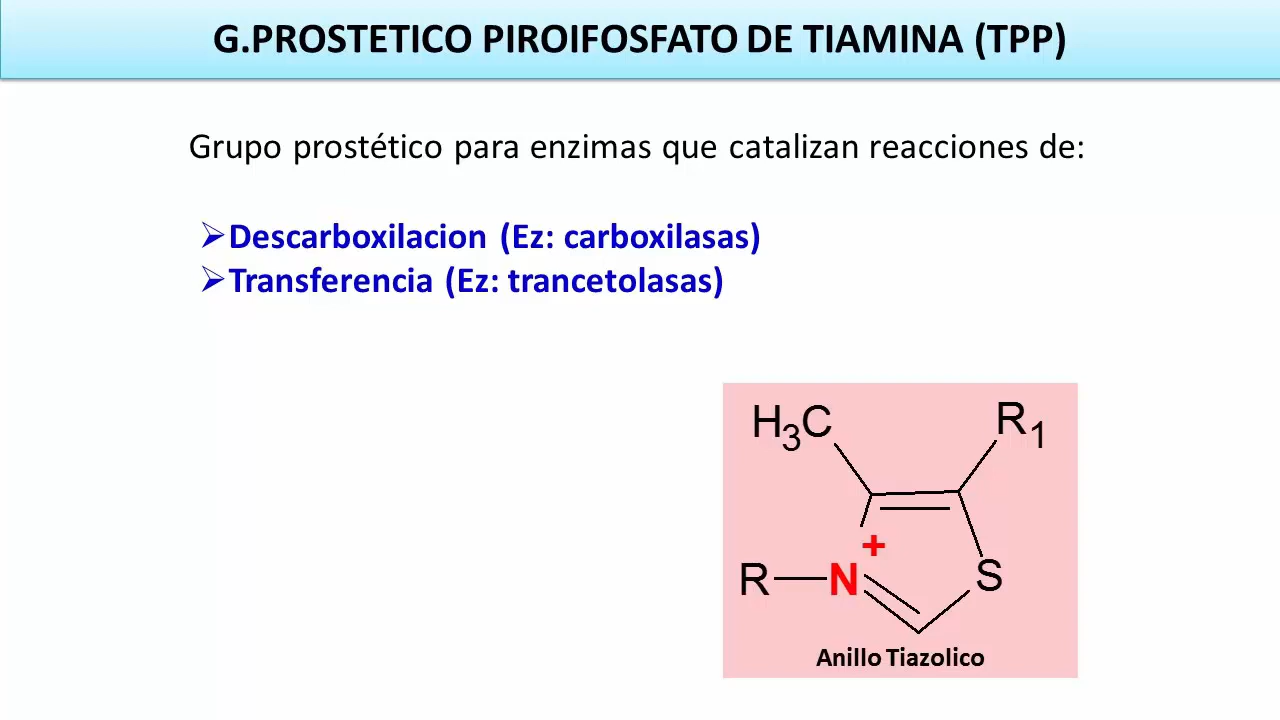 G.PROSTETICO PIROIFOSFATO DE TIAMINA (TPP)
Grupo prostético para enzimas que catalizan reacciones de:
➢Descarboxilacion (Ez: carboxilasas)
➢Transferencia (Ez: trancetolasas)
H3C
R1
+
R—N
S
Anillo Tiazolico